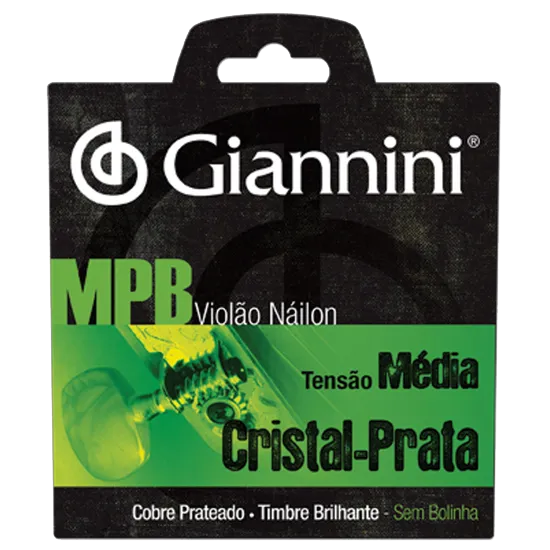 Giannini®
MPB Violão Náilon
Tensão Média
Cristal-Prata
Cobre Prateado • Timbre Brilhante - Sem Bolinha